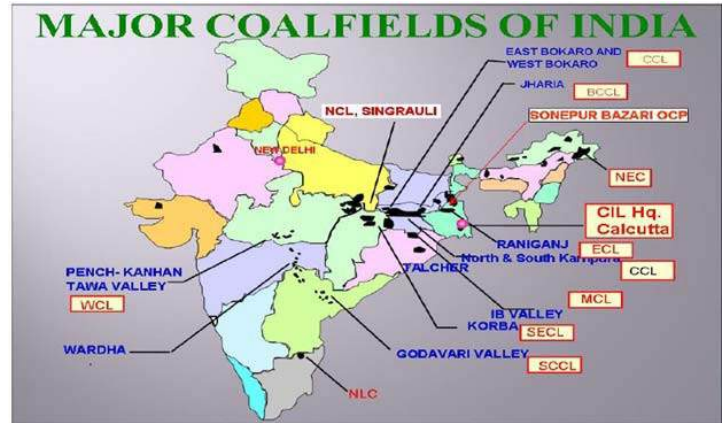 MAJOR COALFIELDS OF INDIA
EAST BOKARO AND
WEST BOKARO
CCL
JHARIA
BCCL
NCL, SINGRAULI
SONEPUR BAZARI OCP
NEW DELHI
NEC
CIL Hq.
Calcutta
RANIGANJ
ECL
North & South Karnpura
CCL
TALCHER
PENCH- KANHAN
TAWA VALLEY
WCL
MCL
IB VALLEY
KORBA
SECL
WARDHA
GODAVARI VALLEY
SCCL
NLC